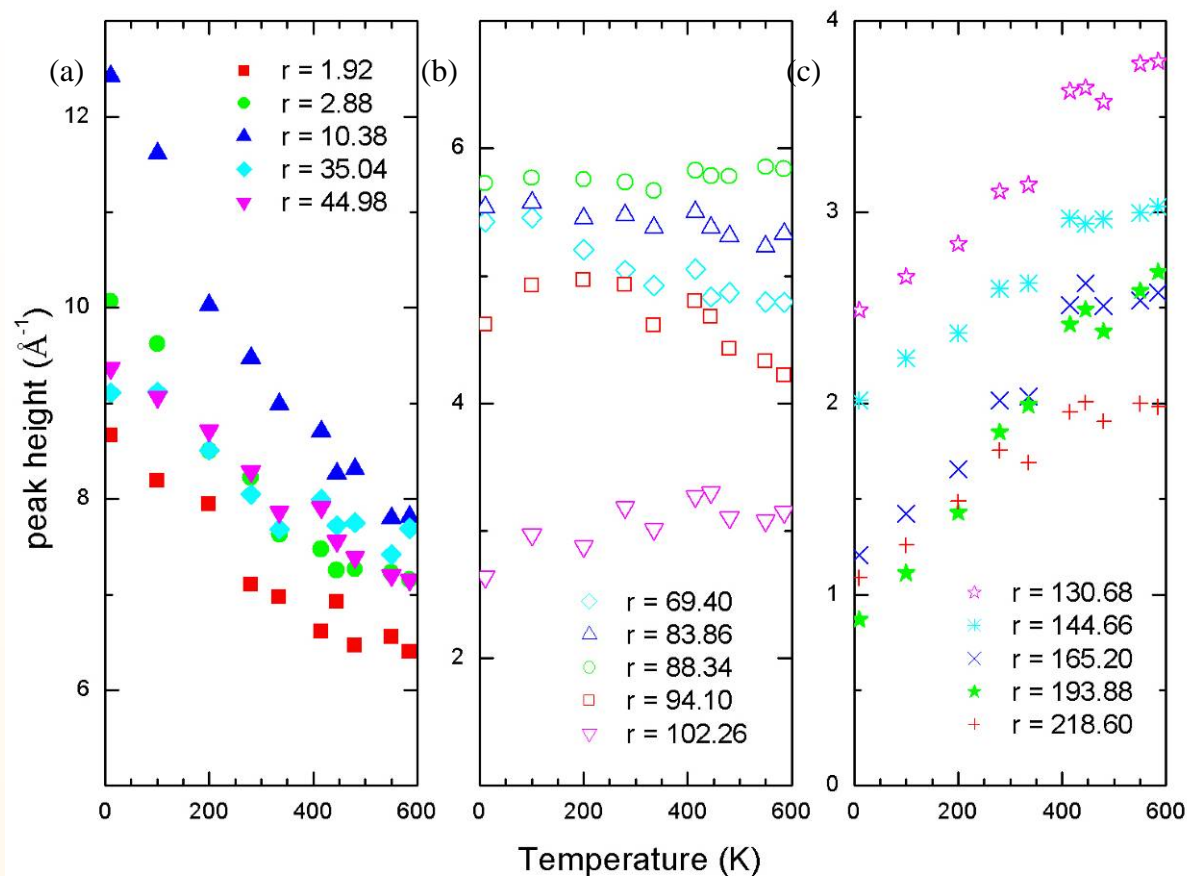 (a)
r = 1.92
r = 2.88
r = 10.38
r = 35.04
r = 44.98
12
10
8
6
0 200 400 600
(b)
6
4
2
r = 69.40
r = 83.86
r = 88.34
r = 94.10
r = 102.26
0 200 400 600
(c)
4
3
2
1
0
r = 130.68
r = 144.66
r = 165.20
r = 193.88
r = 218.60
0 200 400 600
peak height (Å⁻¹)
Temperature (K)